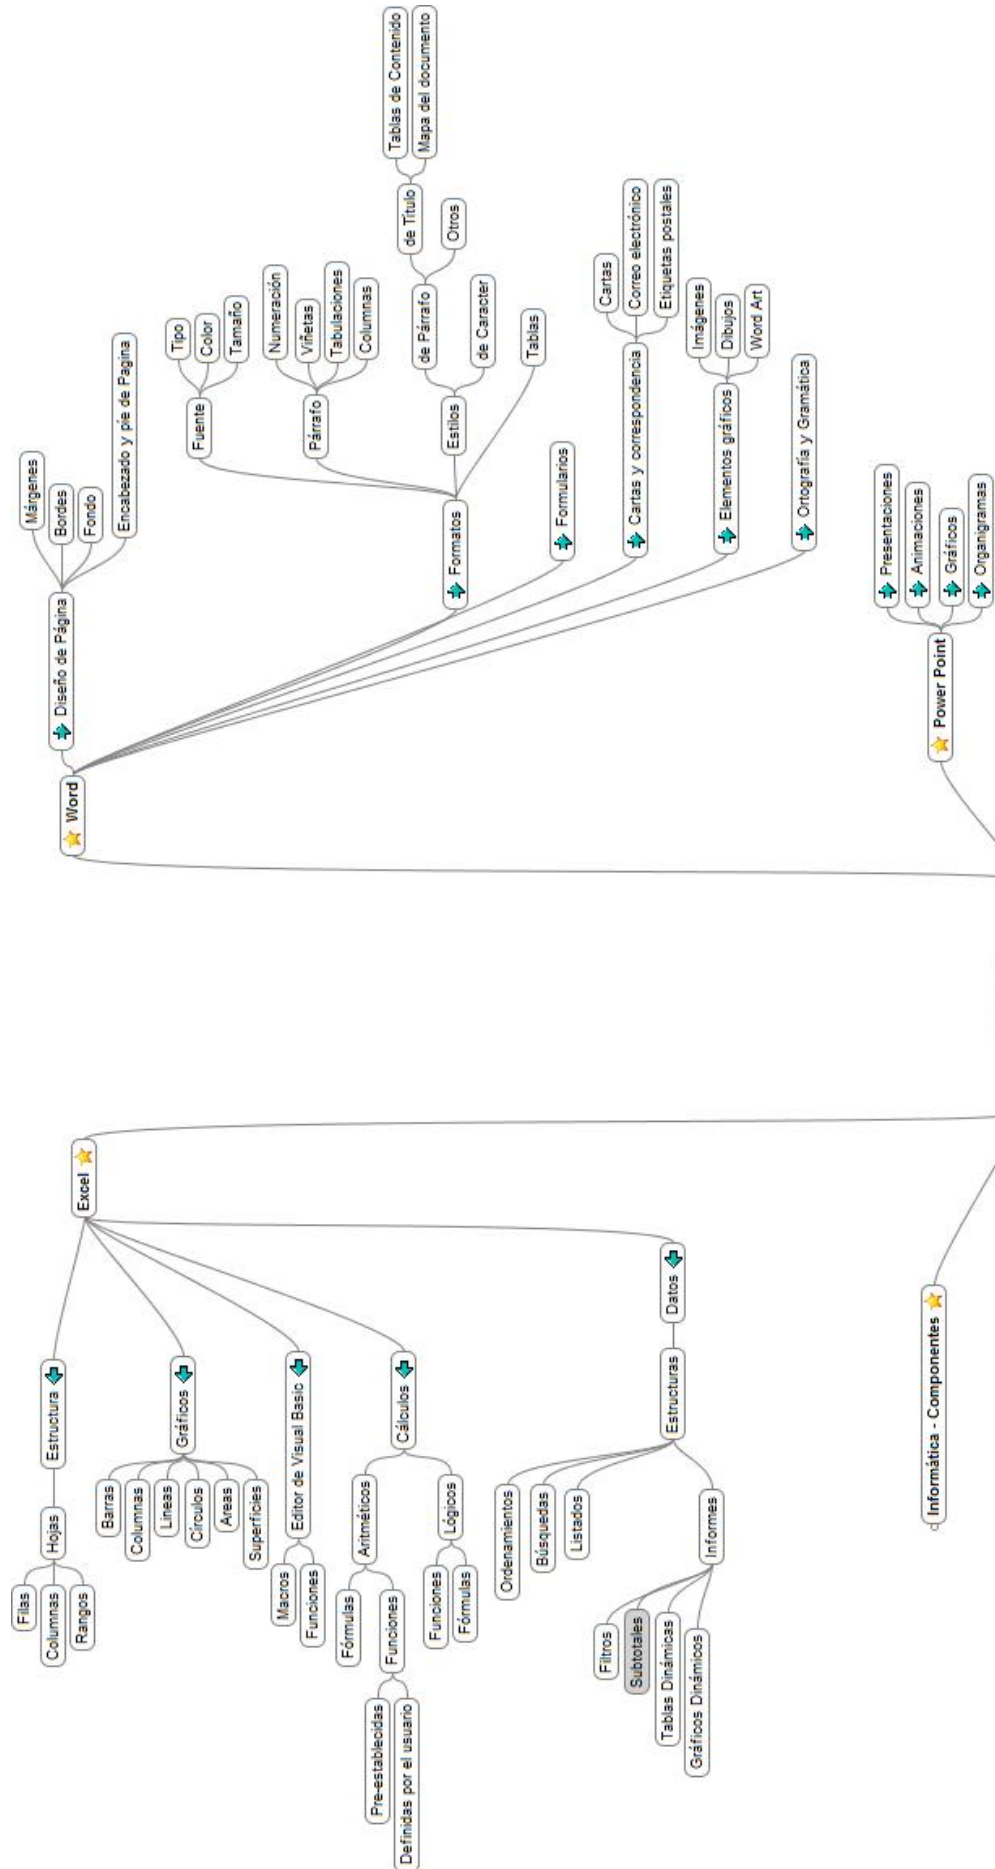 Word
Diseño de Página
Márgenes
Bordes
Fondo
Encabezado y pie de Pagina
Formatos
Fuente
Tipo
Color
Tamaño
Párrafo
Numeración
Viñetas
Tabulaciones
Columnas
Estilos
de Párrafo
de Título
Tablas de Contenido
Mapa del documento
Otros
de Caracter
Tablas
Formularios
Cartas y correspondencia
Cartas
Correo electrónico
Etiquetas postales
Elementos gráficos
Imágenes
Dibujos
Word Art
Ortografía y Gramática
Power Point
Presentaciones
Animaciones
Gráficos
Organigramas
Excel
Estructura
Hojas
Filas
Columnas
Rangos
Gráficos
Barras
Columnas
Lineas
Círculos
Areas
Superficies
Editor de Visual Basic
Macros
Funciones
Cálculos
Aritméticos
Fórmulas
Funciones
Pre-establecidas
Definidas por el usuario
Lógicos
Funciones
Fórmulas
Datos
Estructuras
Ordenamientos
Búsquedas
Listados
Informes
Filtros
Subtotales
Tablas Dinámicas
Gráficos Dinámicos
Informática - Componentes